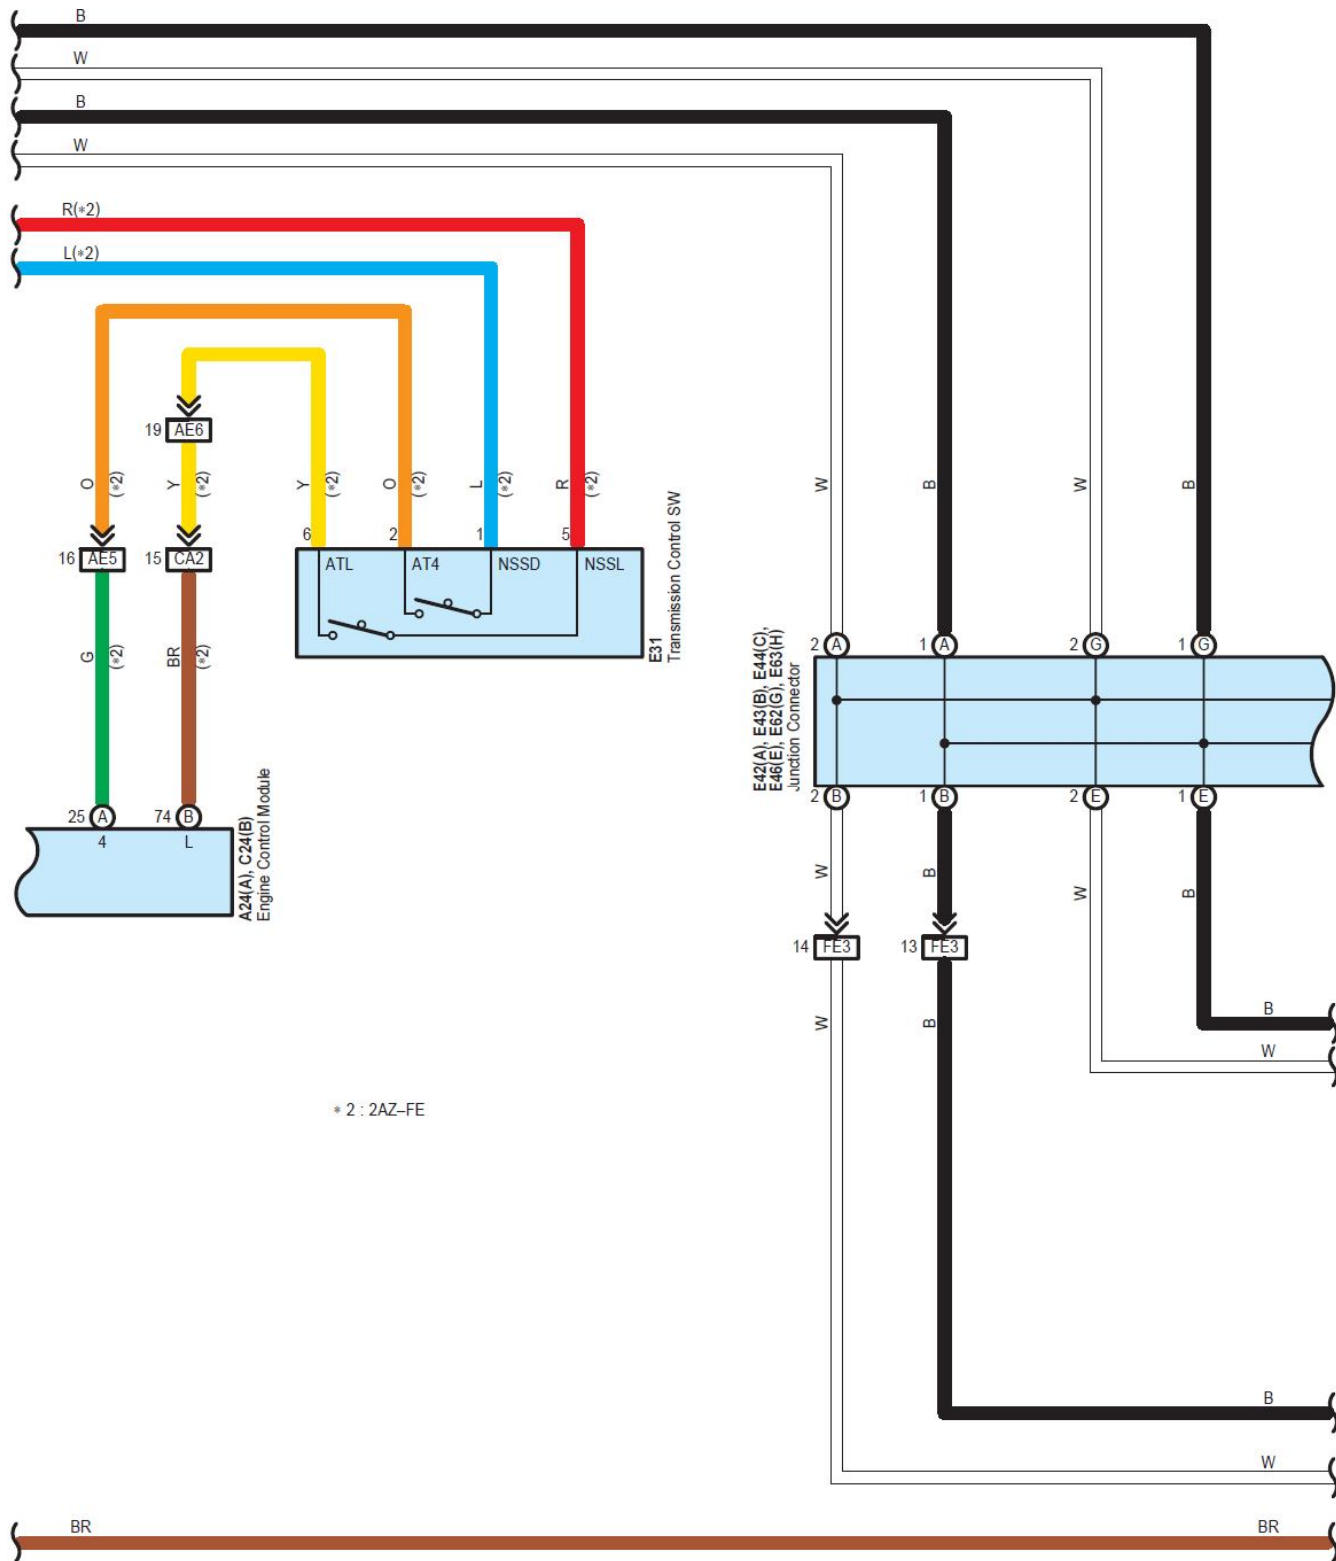 B
W
B
W
R(*2)
L(*2)
19 AE6
O (*2)
Y (*2)
Y (*2)
O (*2)
L (*2)
R (*2)
W
B
W
B
16 AE5
15 CA2
6
2
1
5
ATL
AT4
NSSD
NSSL
E31
Transmission Control SW
G (*2)
BR (*2)
2 A
1 A
2 G
1 G
E42(A), E43(B), E44(C),
E46(E), E62(G), E63(H)
Junction Connector
2 B
1 B
2 E
1 E
25 A
74 B
4
L
A24(A), C24(B)
Engine Control Module
W
B
W
B
14 FE3
13 FE3
W
B
B
W
* 2 : 2AZ–FE
B
W
BR
BR